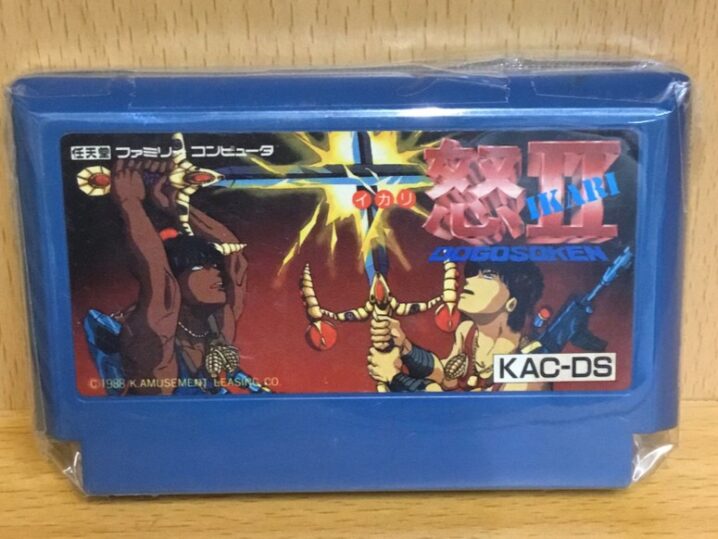 任天堂 ファミリー コンピュータ
イカリ
怒II
IKARI
DOGOSOKEN
KAC-DS
©1988 K.AMUSEMENT LEASING CO.